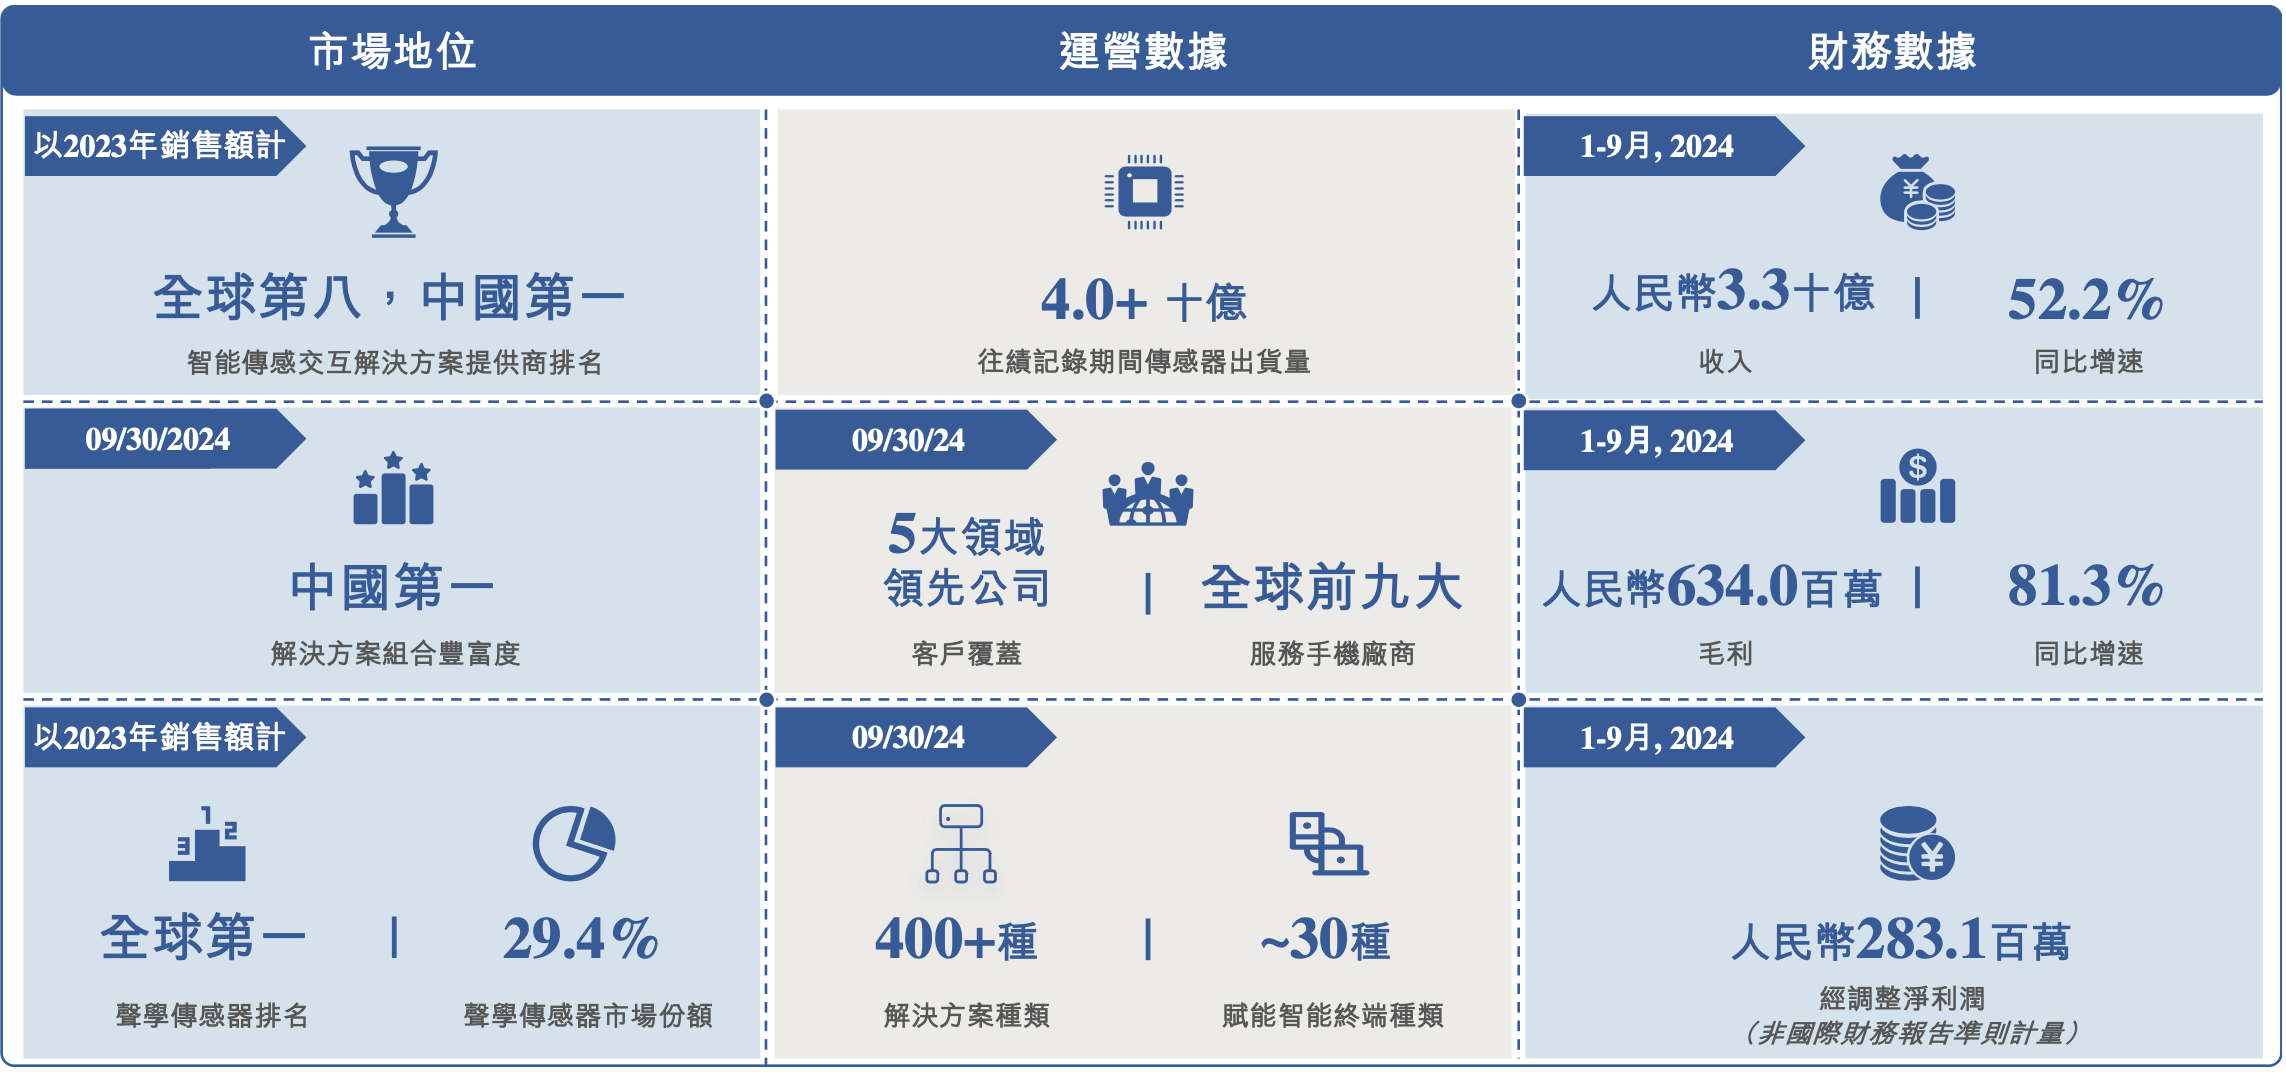 市場地位
運營數據
財務數據
以2023年銷售額計
全球第八，中國第一
智能傳感交互解決方案提供商排名
4.0+ 十億
往績記錄期間傳感器出貨量
1-9月, 2024
¥
人民幣3.3十億 | 52.2%
收入 同比增速
09/30/2024
中國第一
解決方案組合豐富度
09/30/24
5大領域
領先公司 | 全球前九大
客戶覆蓋 服務手機廠商
1-9月, 2024
$
人民幣634.0百萬 | 81.3%
毛利 同比增速
以2023年銷售額計
1
2
3
全球第一 | 29.4%
聲學傳感器排名 聲學傳感器市場份額
09/30/24
400+種 | ~30種
解決方案種類 賦能智能終端種類
1-9月, 2024
¥
人民幣283.1百萬
經調整淨利潤
（非國際財務報告準則計量）